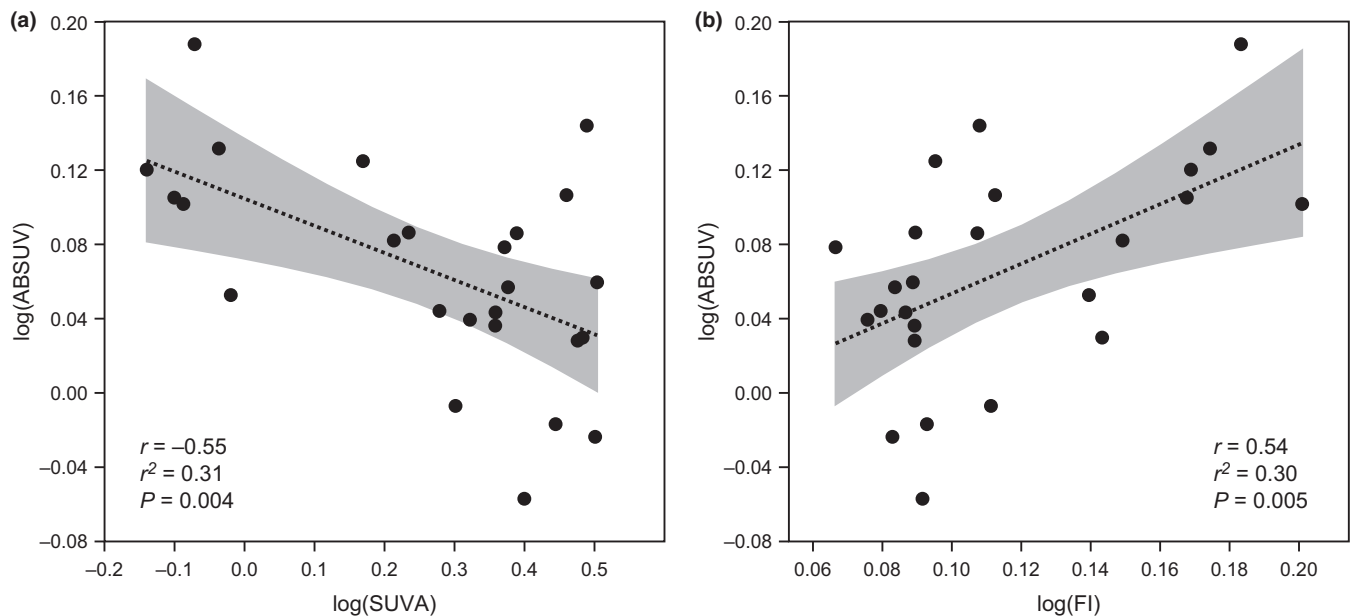 (a)
0.20
0.16
0.12
0.08
0.04
0.00
–0.04
–0.08
log(ABSUV)
r = –0.55
r² = 0.31
P = 0.004
–0.2 –0.1 0.0 0.1 0.2 0.3 0.4 0.5
log(SUVA)
(b)
0.20
0.16
0.12
0.08
0.04
0.00
–0.04
–0.08
log(ABSUV)
r = 0.54
r² = 0.30
P = 0.005
0.06 0.08 0.10 0.12 0.14 0.16 0.18 0.20
log(FI)